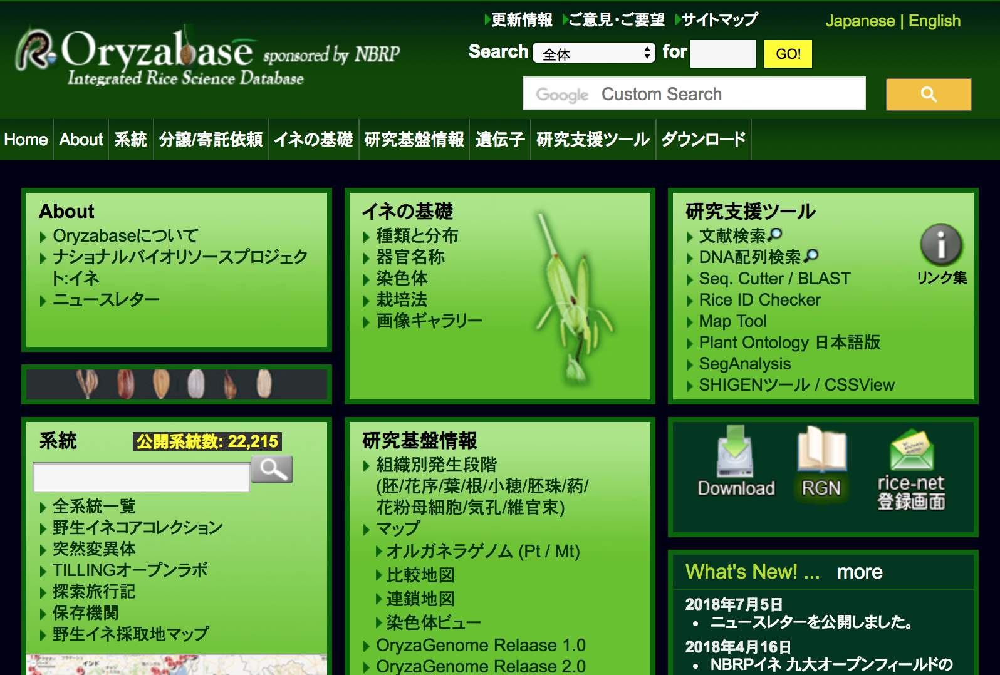 更新情報 ご意見・ご要望 サイトマップ
Japanese | English
Oryzabase sponsored by NBRP
Integrated Rice Science Database
Search 全体 for GO!
Google Custom Search
Home About 系統 分譲/寄託依頼 イネの基礎 研究基盤情報 遺伝子 研究支援ツール ダウンロード
About
Oryzabaseについて
ナショナルバイオリソースプロジェク
ト:イネ
ニュースレター
イネの基礎
種類と分布
器官名称
染色体
栽培法
画像ギャラリー
研究支援ツール
文献検索
DNA配列検索
Seq. Cutter / BLAST
Rice ID Checker
Map Tool
Plant Ontology 日本語版
SegAnalysis
SHIGENツール / CSSView
リンク集
系統
公開系統数: 22,215
全系統一覧
野生イネコアコレクション
突然変異体
TILLINGオープンラボ
探索旅行記
保存機関
野生イネ採取地マップ
インド
研究基盤情報
組織別発生段階
(胚/花序/葉/根/小穂/胚珠/葯/
花粉母細胞/気孔/維官束)
マップ
オルガネラゲノム (Pt / Mt)
比較地図
連鎖地図
染色体ビュー
OryzaGenome Relaase 1.0
OryzaGenome Relaase 2.0
Download
RGN
rice-net
登録画面
What's New! ... more
2018年7月5日
ニュースレターを公開しました。
2018年4月16日
NBRPイネ 九大オープンフィールドの